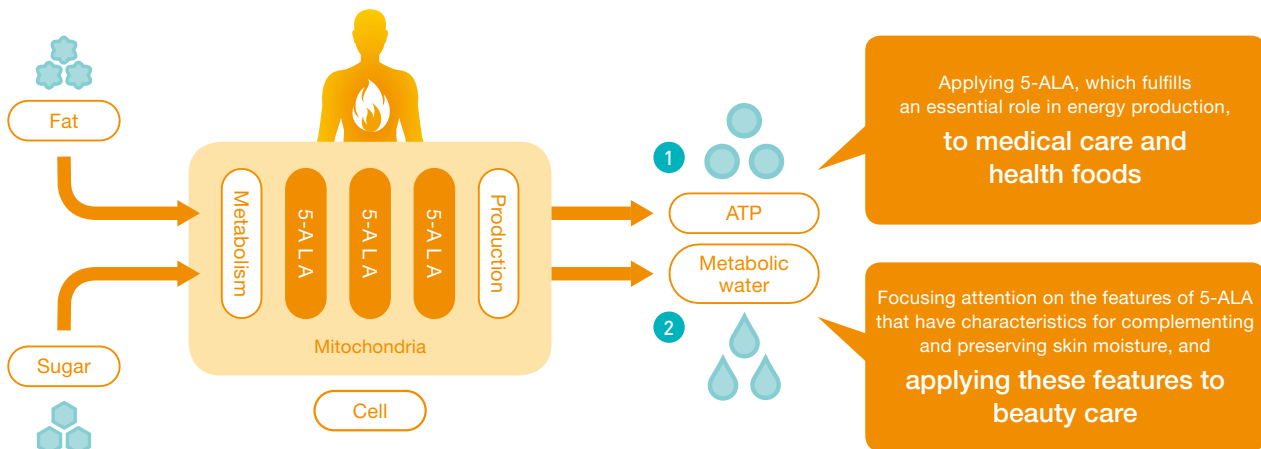 Fat
Sugar
Metabolism
5-ALA
5-ALA
5-ALA
Production
Mitochondria
Cell
1
ATP
Metabolic
water
2
Applying 5-ALA, which fulfills
an essential role in energy production,
to medical care and
health foods
Focusing attention on the features of 5-ALA
that have characteristics for complementing
and preserving skin moisture, and
applying these features to
beauty care